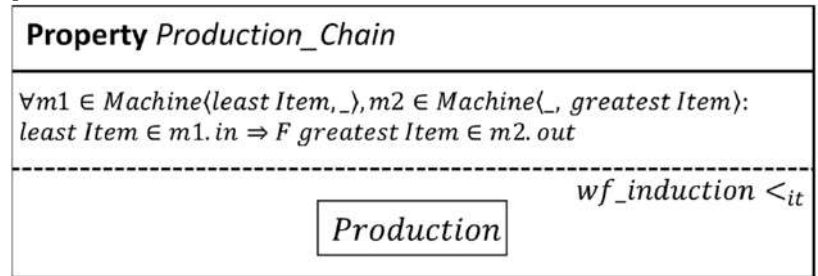 Property Production_Chain
∀m1 ∈ Machine⟨least Item,_⟩,m2 ∈ Machine⟨_, greatest Item⟩:
least Item ∈ m1. in ⇒ F greatest Item ∈ m2. out
wf_induction <_{it}
Production